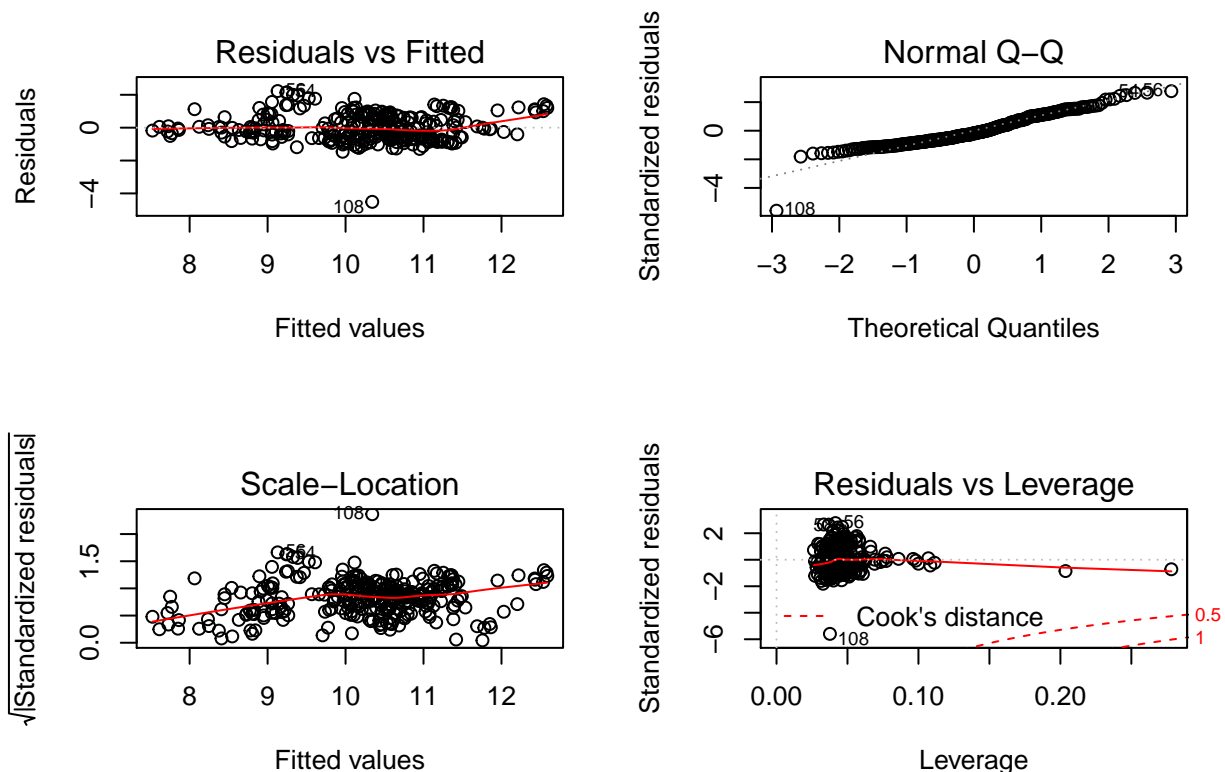 Residuals vs Fitted
Residuals
0
−4
8 9 10 11 12
Fitted values
108
Normal Q−Q
Standardized residuals
0
−4
−3 −2 −1 0 1 2 3
Theoretical Quantiles
56
108
Scale−Location
√|Standardized residuals|
1.5
0.0
8 9 10 11 12
Fitted values
108
Residuals vs Leverage
Standardized residuals
2
−2
−6
0.00 0.10 0.20
Leverage
56
108
Cook's distance
0.5
1